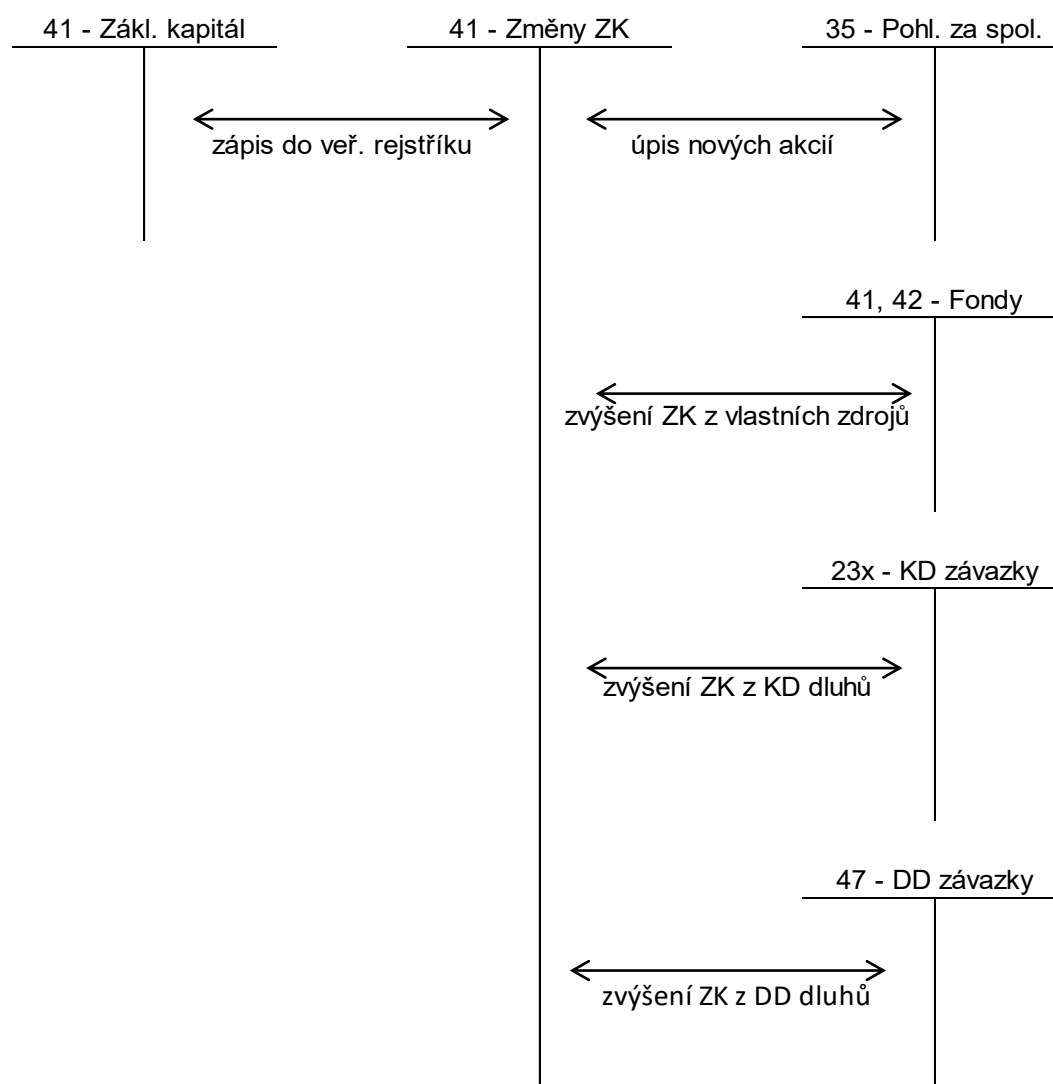 41 - Zákl. kapitál
41 - Změny ZK
35 - Pohl. za spol.
zápis do veř. rejstříku
úpis nových akcií
41, 42 - Fondy
zvýšení ZK z vlastních zdrojů
23x - KD závazky
zvýšení ZK z KD dluhů
47 - DD závazky
zvýšení ZK z DD dluhů